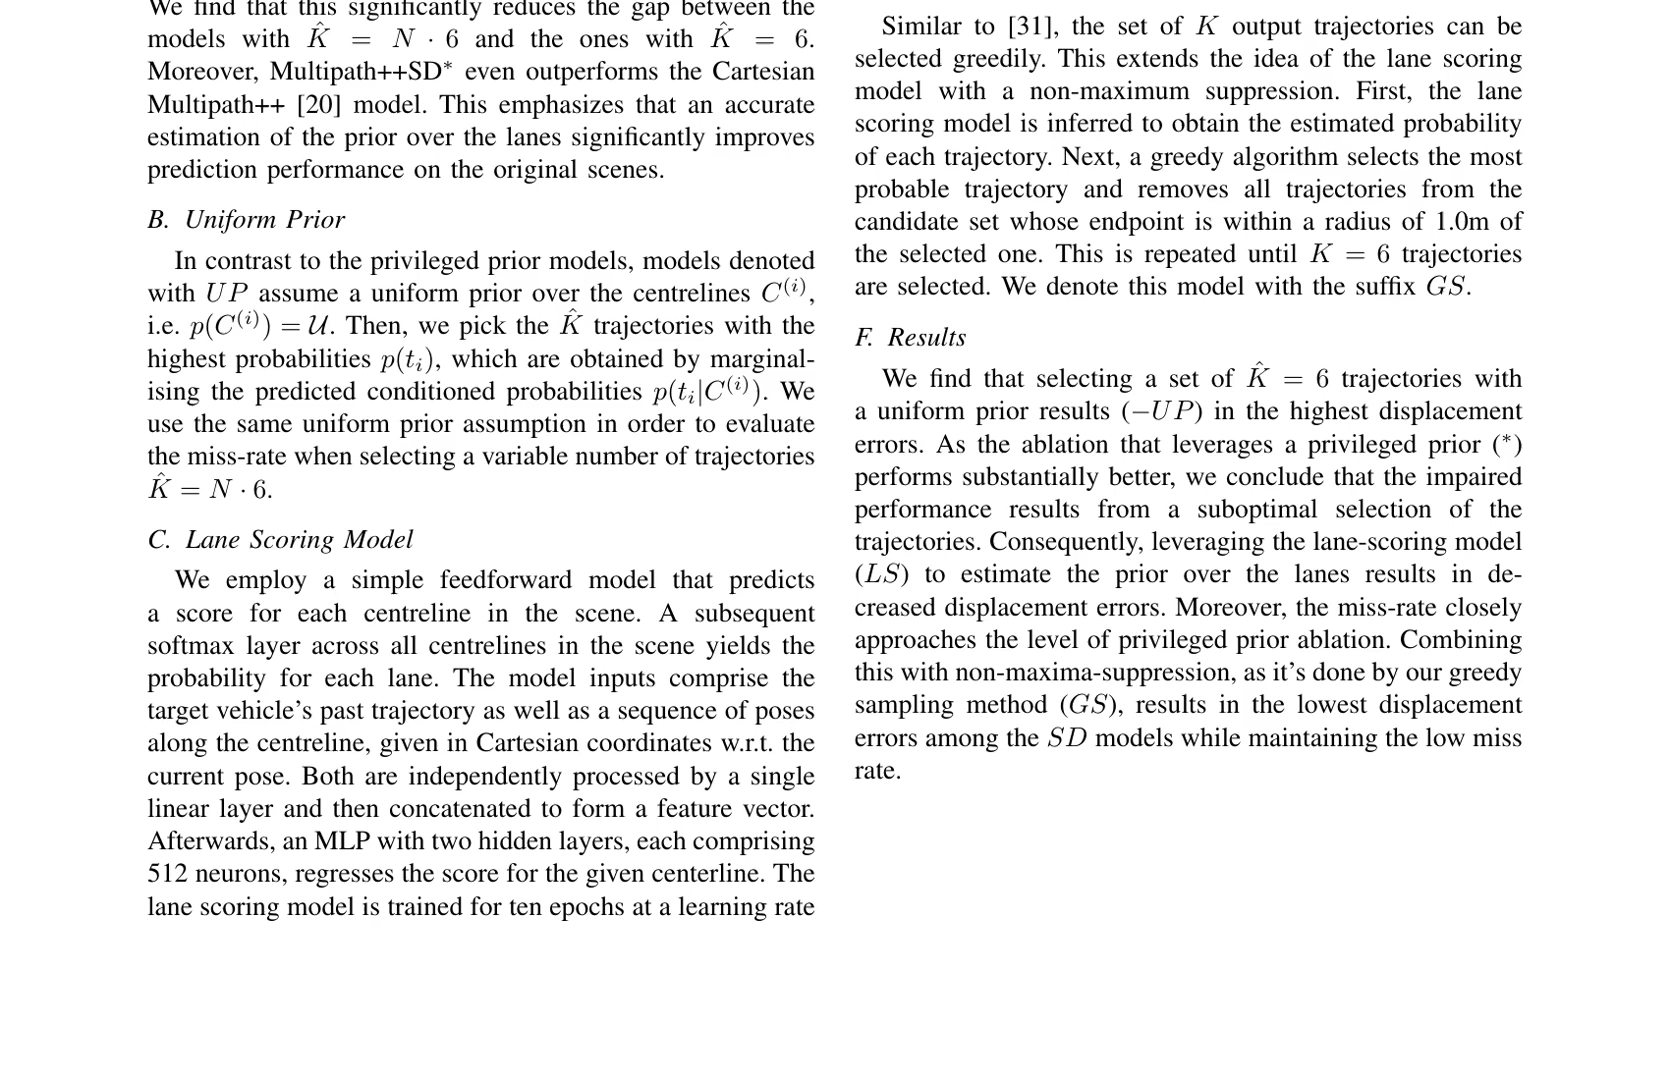 We find that this significantly reduces the gap between the
models with K̂ = N · 6 and the ones with K̂ = 6.
Moreover, Multipath++SD* even outperforms the Cartesian
Multipath++ [20] model. This emphasizes that an accurate
estimation of the prior over the lanes significantly improves
prediction performance on the original scenes.
B. Uniform Prior
In contrast to the privileged prior models, models denoted
with UP assume a uniform prior over the centrelines C⁽ⁱ⁾,
i.e. p(C⁽ⁱ⁾) = 𝒰. Then, we pick the K̂ trajectories with the
highest probabilities p(tᵢ), which are obtained by marginal-
ising the predicted conditioned probabilities p(tᵢ|C⁽ⁱ⁾). We
use the same uniform prior assumption in order to evaluate
the miss-rate when selecting a variable number of trajectories
K̂ = N · 6.
C. Lane Scoring Model
We employ a simple feedforward model that predicts
a score for each centreline in the scene. A subsequent
softmax layer across all centrelines in the scene yields the
probability for each lane. The model inputs comprise the
target vehicle's past trajectory as well as a sequence of poses
along the centreline, given in Cartesian coordinates w.r.t. the
current pose. Both are independently processed by a single
linear layer and then concatenated to form a feature vector.
Afterwards, an MLP with two hidden layers, each comprising
512 neurons, regresses the score for the given centerline. The
lane scoring model is trained for ten epochs at a learning rate
Similar to [31], the set of K output trajectories can be
selected greedily. This extends the idea of the lane scoring
model with a non-maximum suppression. First, the lane
scoring model is inferred to obtain the estimated probability
of each trajectory. Next, a greedy algorithm selects the most
probable trajectory and removes all trajectories from the
candidate set whose endpoint is within a radius of 1.0m of
the selected one. This is repeated until K = 6 trajectories
are selected. We denote this model with the suffix GS.
F. Results
We find that selecting a set of K̂ = 6 trajectories with
a uniform prior results (−UP) in the highest displacement
errors. As the ablation that leverages a privileged prior (*)
performs substantially better, we conclude that the impaired
performance results from a suboptimal selection of the
trajectories. Consequently, leveraging the lane-scoring model
(LS) to estimate the prior over the lanes results in de-
creased displacement errors. Moreover, the miss-rate closely
approaches the level of privileged prior ablation. Combining
this with non-maxima-suppression, as it's done by our greedy
sampling method (GS), results in the lowest displacement
errors among the SD models while maintaining the low miss
rate.